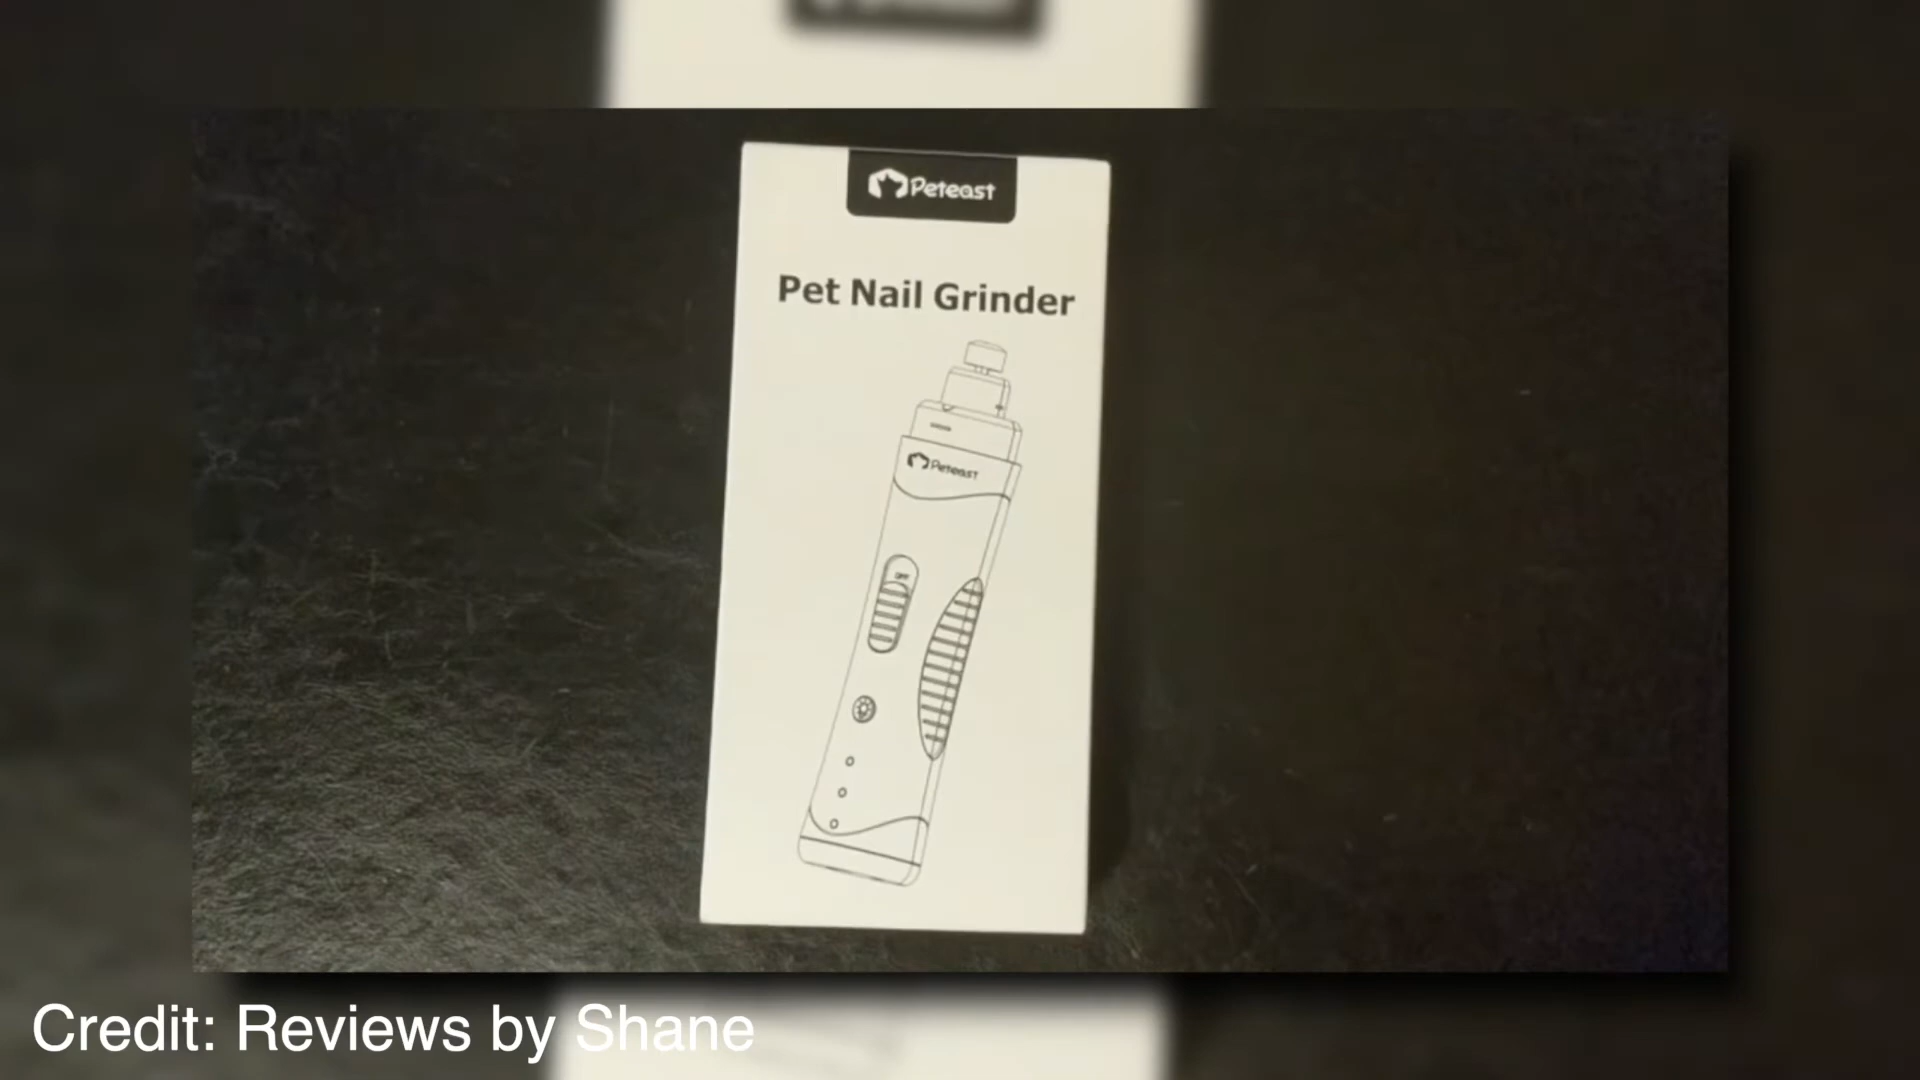 Peteast
Pet Nail Grinder
Peteast
OFF
Credit: Reviews by Shane